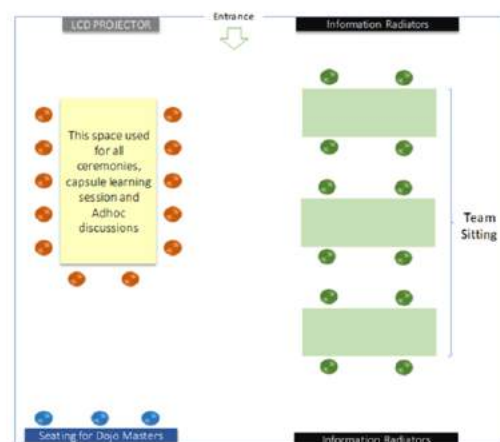 LCD PROJECTOR
Entrance
Information Radiators
This space used
for all
ceremonies,
capsule learning
session and
Adhoc
discussions
Team
Sitting
Seating for Dojo Masters
Information Radiators